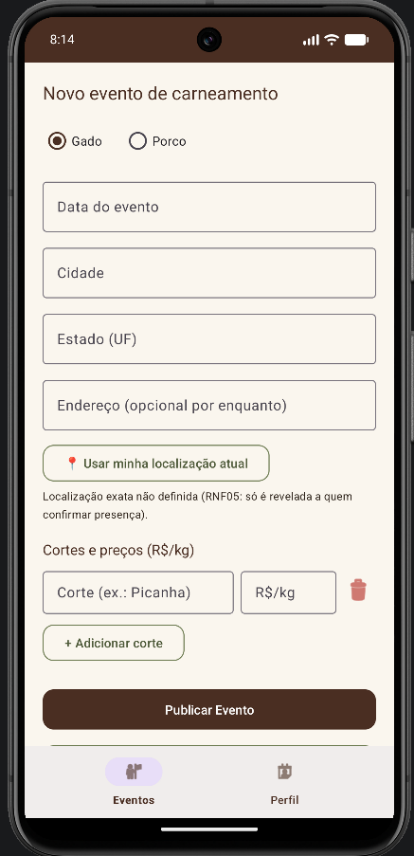 8:14
Novo evento de carneamento
Gado
Porco
Data do evento
Cidade
Estado (UF)
Endereço (opcional por enquanto)
📍 Usar minha localização atual
Localização exata não definida (RNF05: só é revelada a quem
confirmar presença).
Cortes e preços (R$/kg)
Corte (ex.: Picanha)
R$/kg
+ Adicionar corte
Publicar Evento
Eventos
Perfil